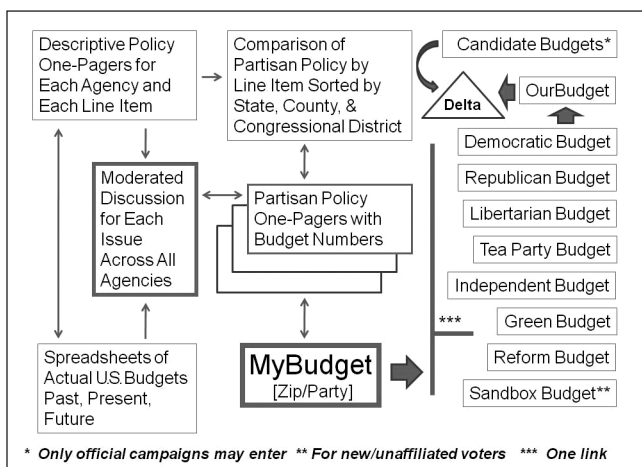 Descriptive Policy
One-Pagers for
Each Agency and
Each Line Item
Comparison of
Partisan Policy by
Line Item Sorted by
State, County, &
Congressional District
Candidate Budgets*
Delta
OurBudget
Democratic Budget
Republican Budget
Libertarian Budget
Tea Party Budget
Independent Budget
***
Green Budget
Reform Budget
Sandbox Budget**
Moderated
Discussion
for Each
Issue
Across All
Agencies
Partisan Policy
One-Pagers with
Budget Numbers
Spreadsheets of
Actual U.S. Budgets
Past, Present,
Future
MyBudget
[Zip/Party]
* Only official campaigns may enter ** For new/unaffiliated voters *** One link